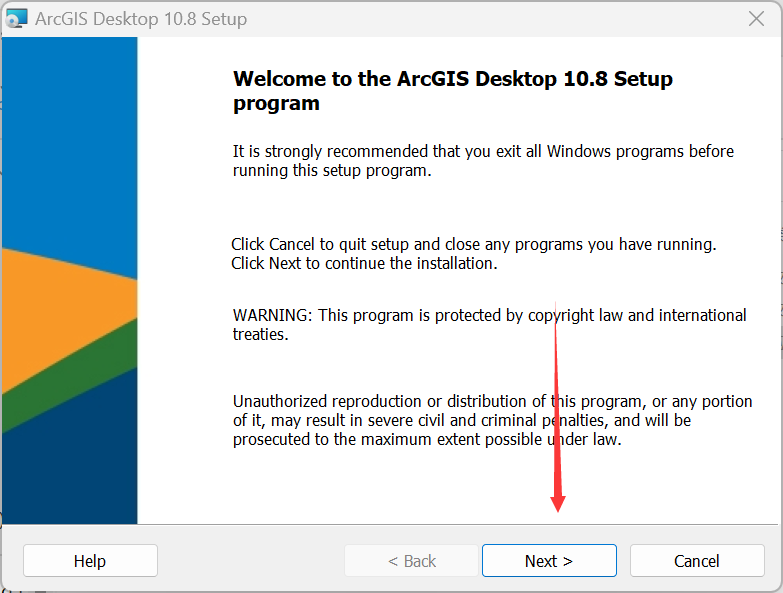 ArcGIS Desktop 10.8 Setup
Welcome to the ArcGIS Desktop 10.8 Setup
program
It is strongly recommended that you exit all Windows programs before
running this setup program.
Click Cancel to quit setup and close any programs you have running.
Click Next to continue the installation.
WARNING: This program is protected by copyright law and international
treaties.
Unauthorized reproduction or distribution of this program, or any portion
of it, may result in severe civil and criminal penalties, and will be
prosecuted to the maximum extent possible under law.
Help
< Back
Next >
Cancel